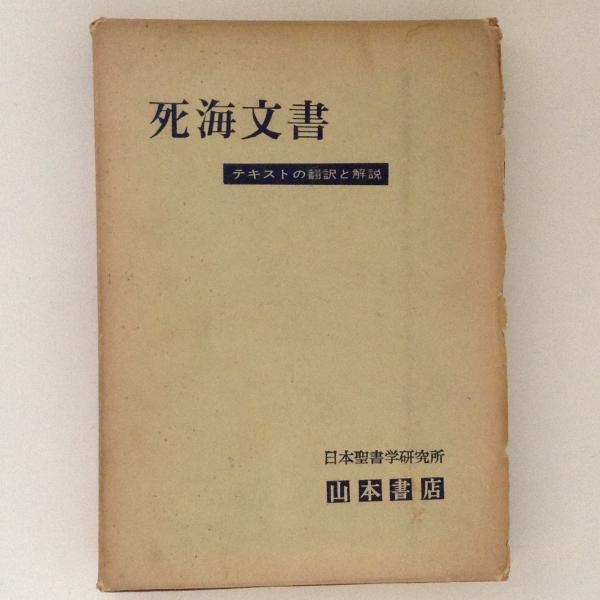 死海文書
テキストの翻訳と解説
日本聖書学研究所
山本書店